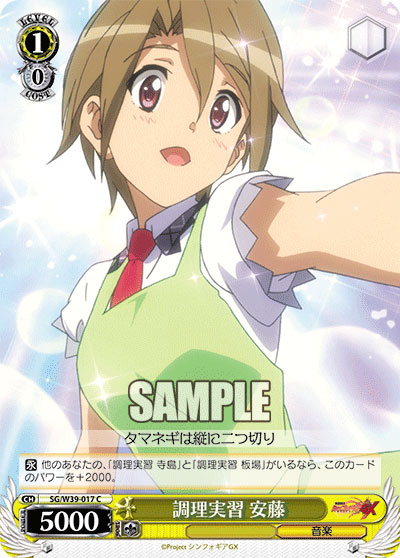 LEVEL
1
0
COST
SAMPLE
タマネギは縦に二つ切り
永 他のあなたの、「調理実習 寺島」と「調理実習 板場」がいるなら、このカード
のパワーを+2000。
CH SG/W39-017 C
5000
調理実習 安藤
音楽
©Project シンフォギアGX